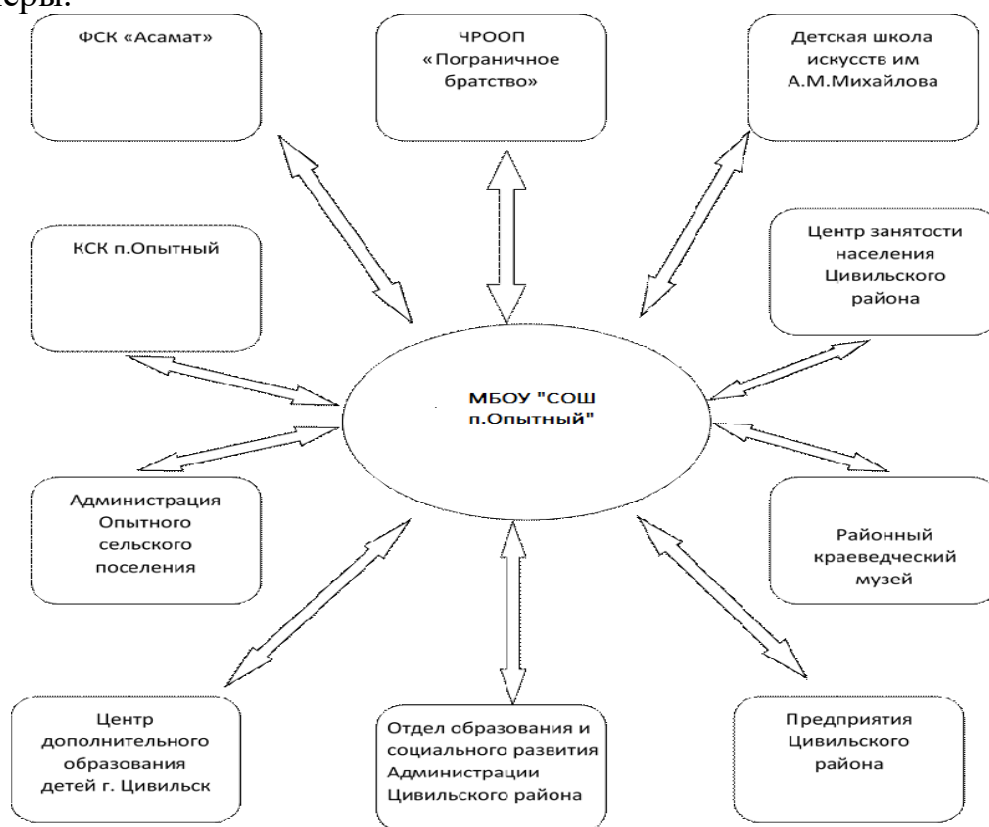 ФСК «Асамат»
ЧРООП
«Пограничное
братство»
Детская школа
искусств им
А.М.Михайлова
КСК п.Опытный
Центр занятости
населения
Цивильского
района
МБОУ "СОШ
п.Опытный"
Администрация
Опытного
сельского
поселения
Районный
краеведческий
музей
Центр
дополнительного
образования
детей г. Цивильск
Отдел образования и
социального развития
Администрации
Цивильского района
Предприятия
Цивильского
района